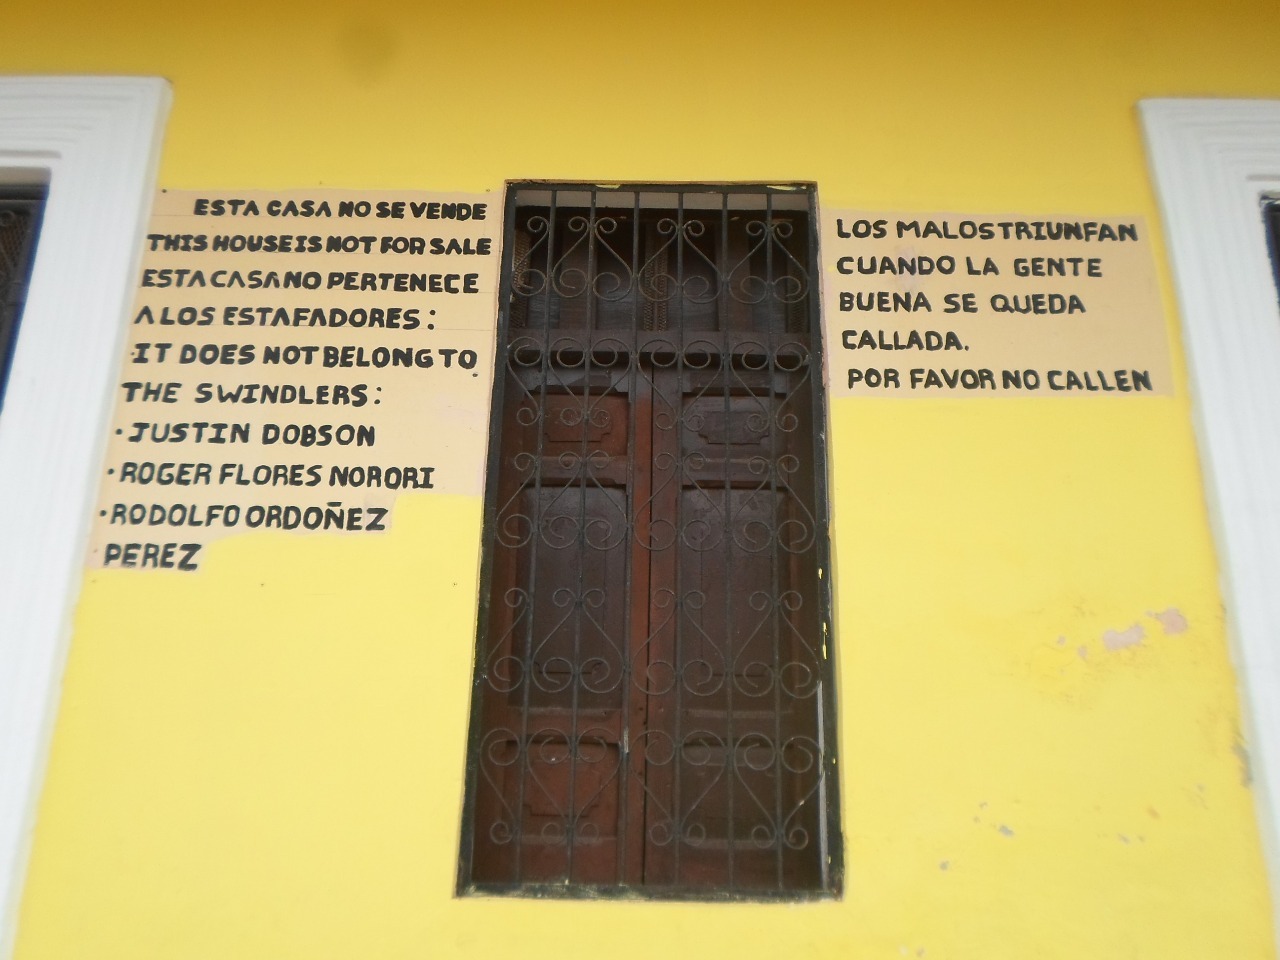 ESTA CASA NO SE VENDE
THIS HOUSE IS NOT FOR SALE
ESTA CASA NO PERTENECE
A LOS ESTAFADORES:
IT DOES NOT BELONG TO
THE SWINDLERS:
·JUSTIN DOBSON
·ROGER FLORES NORORI
·RODOLFO ORDOÑEZ
PEREZ
LOS MALOS TRIUNFAN
CUANDO LA GENTE
BUENA SE QUEDA
CALLADA.
POR FAVOR NO CALLEN